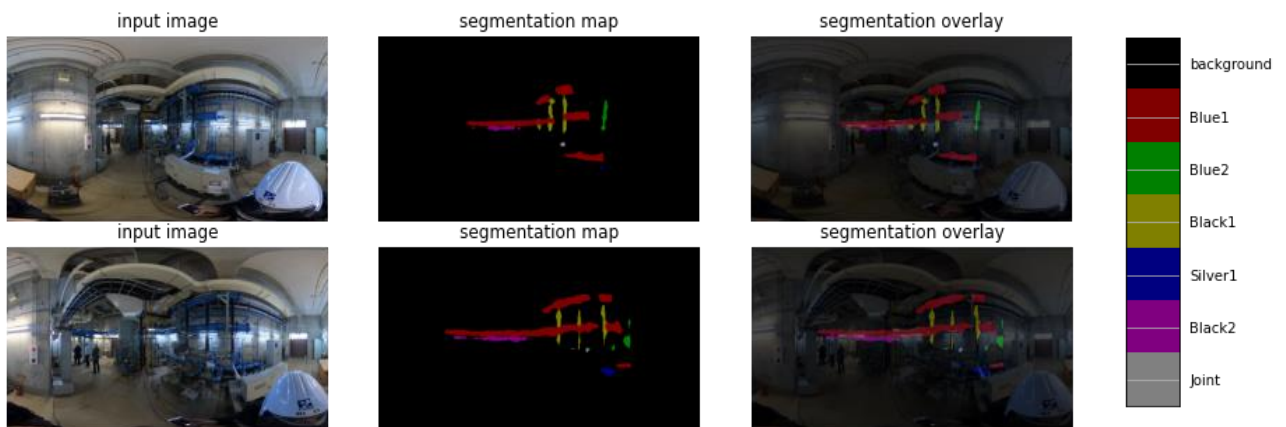 input image
segmentation map
segmentation overlay
input image
segmentation map
segmentation overlay
background
Blue1
Blue2
Black1
Silver1
Black2
Joint